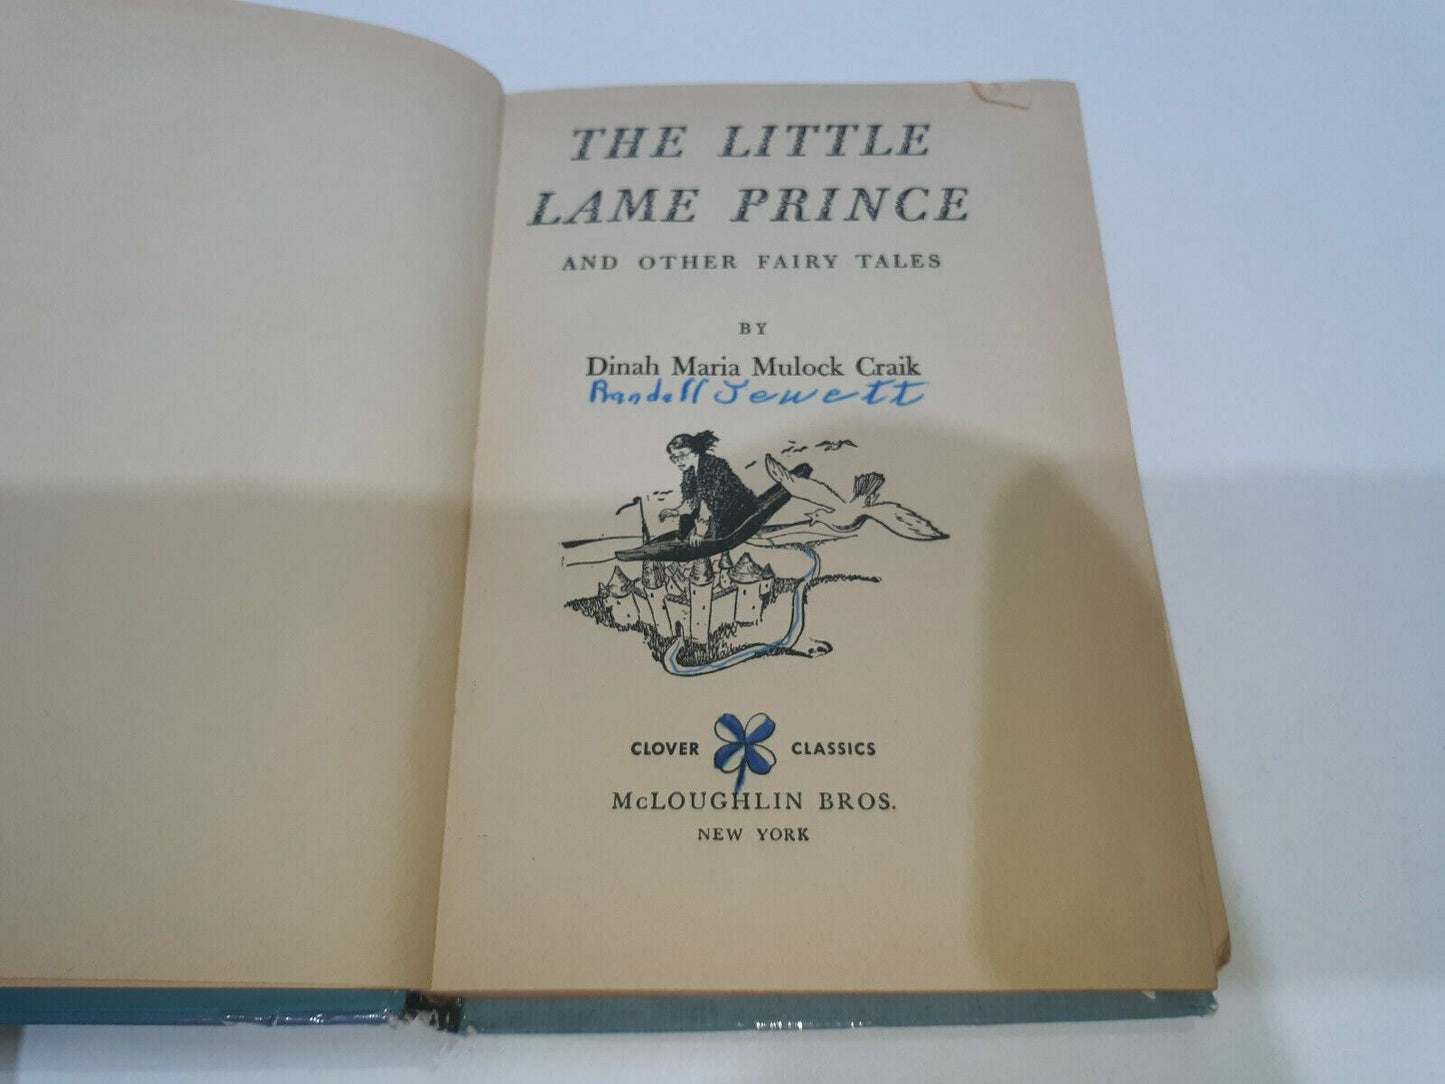 THE LITTLE
LAME PRINCE
AND OTHER FAIRY TALES
BY
Dinah Maria Mulock Craik
Randell Jewett
CLOVER CLASSICS
McLOUGHLIN BROS.
NEW YORK